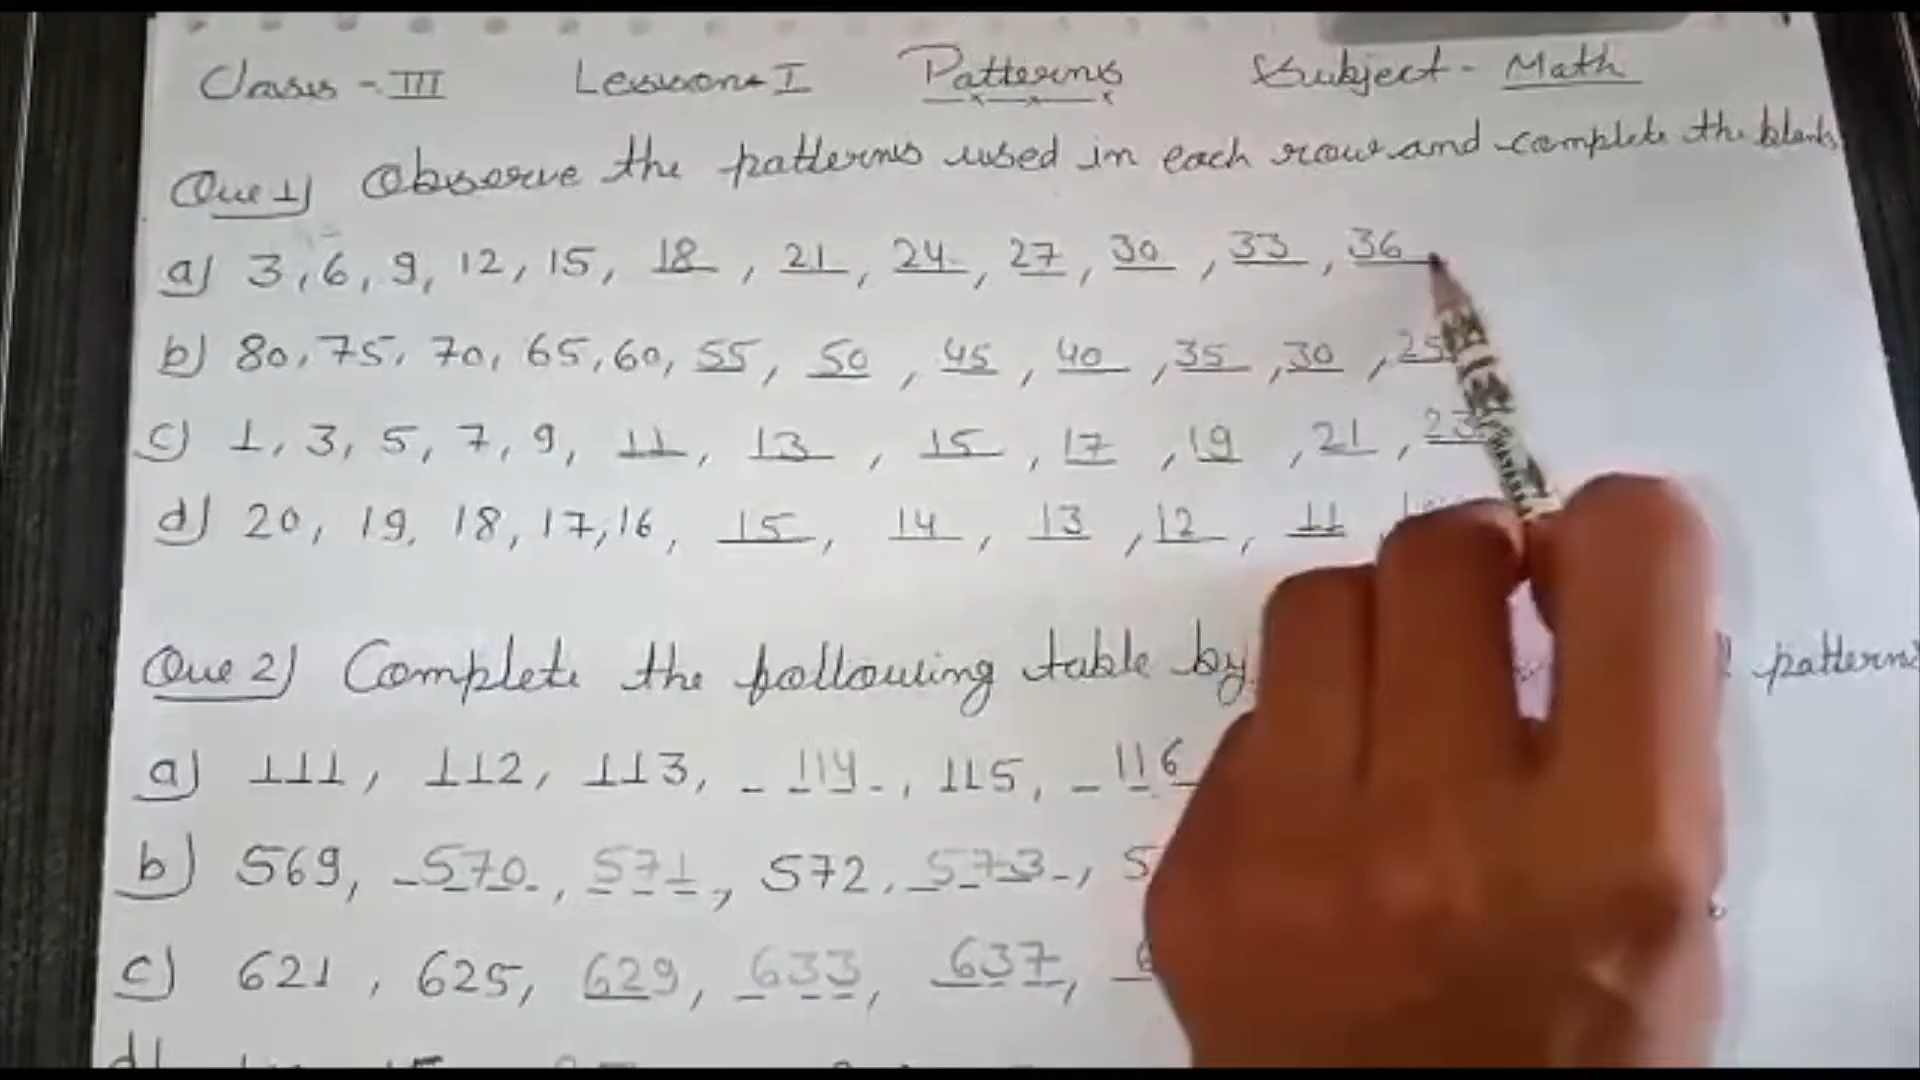 Class - III Lesson-I Patterns Subject - Math
Que 1) Observe the patterns used in each row and complete the blanks
a) 3, 6, 9, 12, 15, 18, 21, 24, 27, 30, 33, 36
b) 80, 75, 70, 65, 60, 55, 50, 45, 40, 35, 30, 25
c) 1, 3, 5, 7, 9, 11, 13, 15, 17, 19, 21, 23
d) 20, 19, 18, 17, 16, 15, 14, 13, 12, 11,
Que 2) Complete the following table by patterns
a) 111, 112, 113, 114, 115, 116
b) 569, 570, 571, 572, 573,
c) 621, 625, 629, 633, 637,